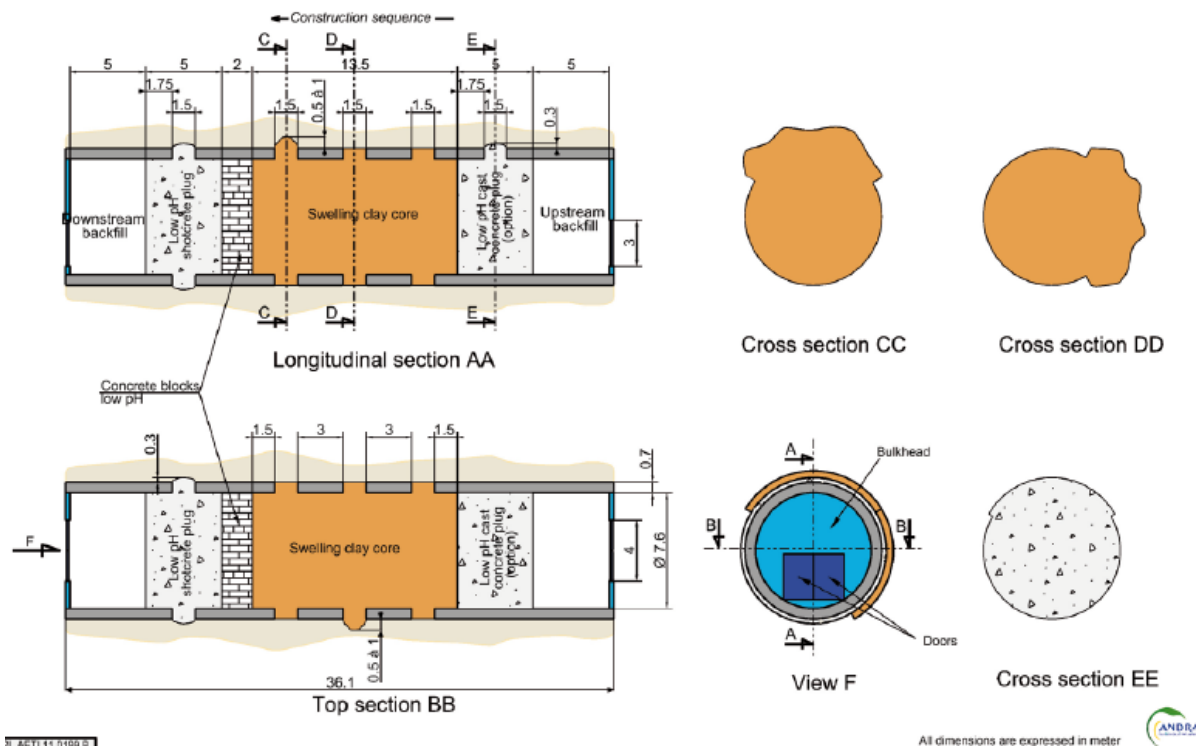 Construction sequence
C D E
5 5 2 13.5 5 5
1.75 1.5 1.5 0.5 à 1 1.5 1.5 1.75 1.5 0.3
Downstream
backfill
Low pH
shotcrete plug
Swelling clay core
Low pH cast
concrete plug
(option)
Upstream
backfill
3
C D E
Longitudinal section AA
Cross section CC
Cross section DD
Concrete blocks
low pH
0.3 1.5 3 3 1.5 0.7
F
Low pH
shotcrete plug
Swelling clay core
Low pH cast
concrete plug
(option)
4
Ø 7.6
0.5 à 1
36.1
Top section BB
A
Bulkhead
B B
Doors
A
View F
Cross section EE
All dimensions are expressed in meter
ANDRA